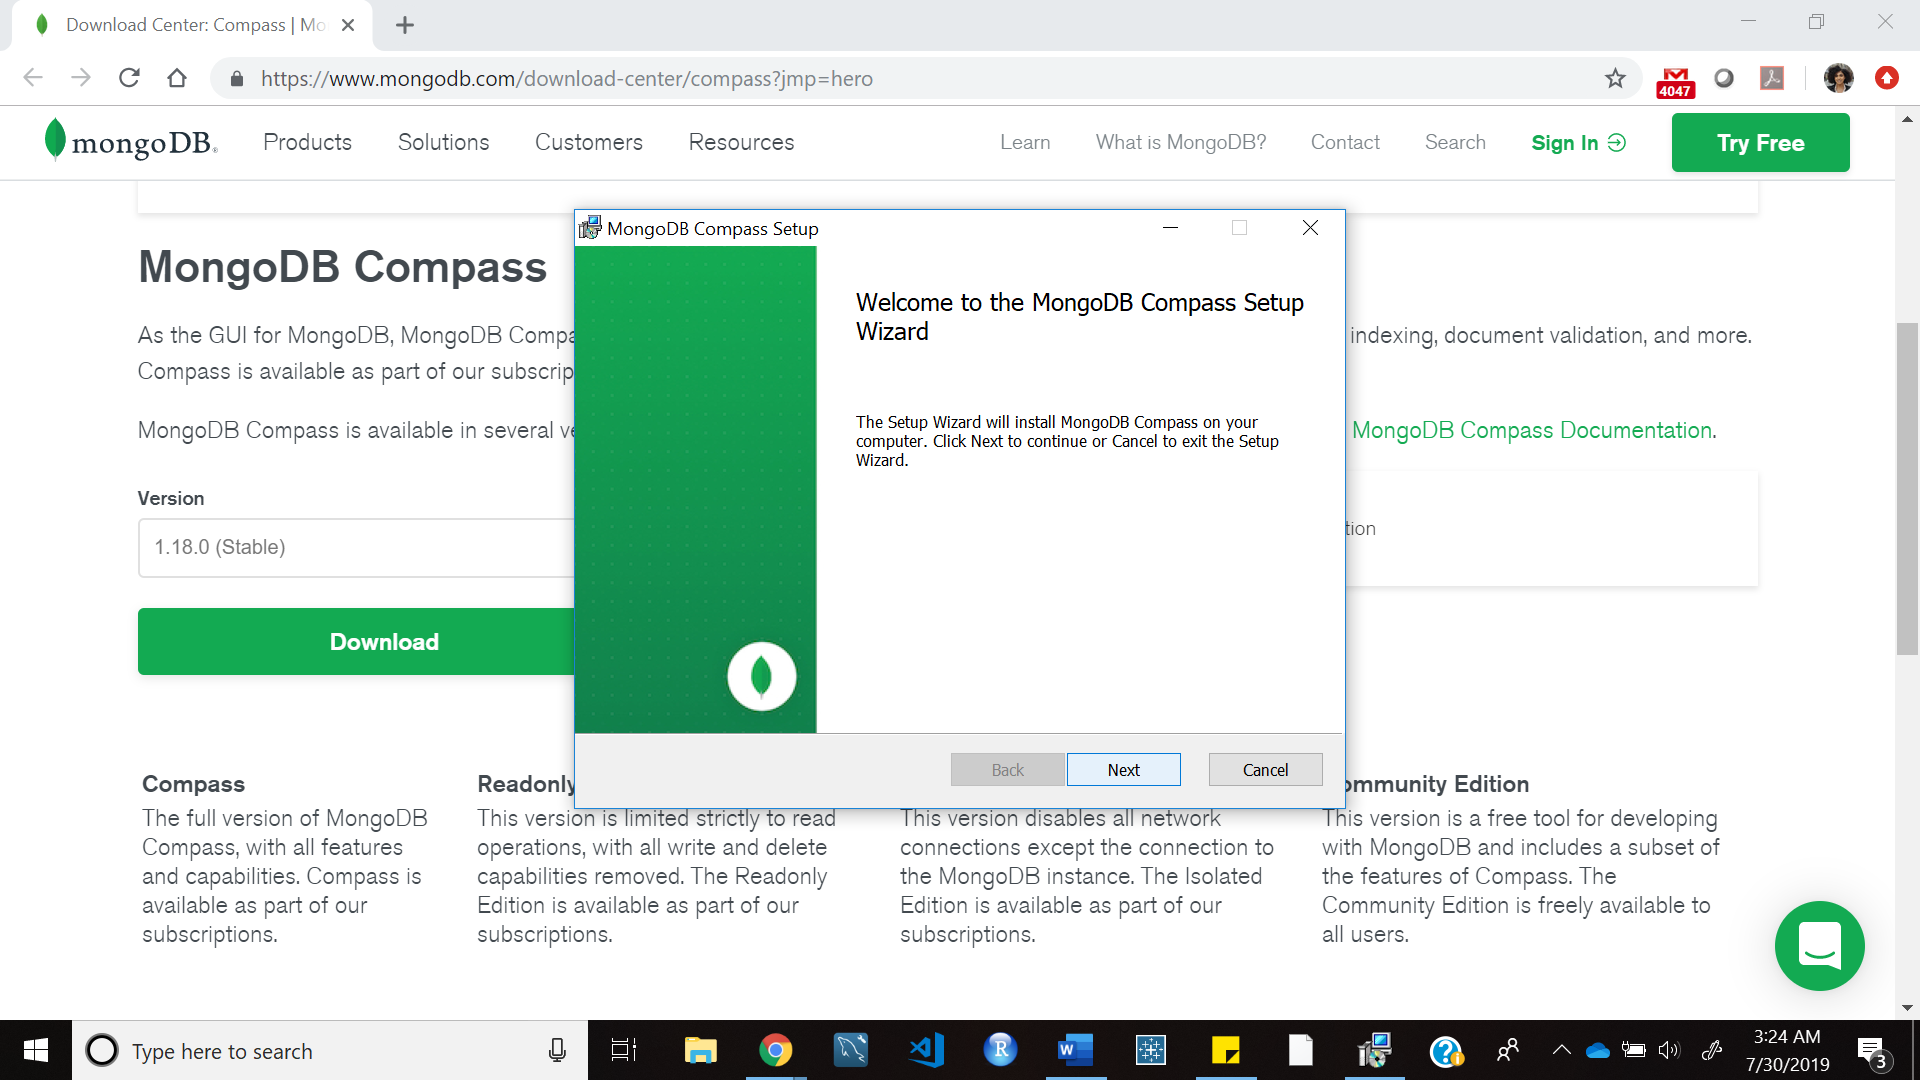 Download Center: Compass | Mo
https://www.mongodb.com/download-center/compass?jmp=hero
4047
mongoDB.
Products Solutions Customers Resources Learn What is MongoDB? Contact Search Sign In Try Free
MongoDB Compass
As the GUI for MongoDB, MongoDB Compa
indexing, document validation, and more.
Compass is available as part of our subscrip
MongoDB Compass is available in several ve
MongoDB Compass Documentation.
Version
1.18.0 (Stable)
tion
Download
MongoDB Compass Setup
Welcome to the MongoDB Compass Setup
Wizard
The Setup Wizard will install MongoDB Compass on your
computer. Click Next to continue or Cancel to exit the Setup
Wizard.
Back Next Cancel
Compass
The full version of MongoDB
Compass, with all features
and capabilities. Compass is
available as part of our
subscriptions.
Readonly
This version is limited strictly to read
operations, with all write and delete
capabilities removed. The Readonly
Edition is available as part of our
subscriptions.
This version disables all network
connections except the connection to
the MongoDB instance. The Isolated
Edition is available as part of our
subscriptions.
ommunity Edition
This version is a free tool for developing
with MongoDB and includes a subset of
the features of Compass. The
Community Edition is freely available to
all users.
Type here to search
3:24 AM
7/30/2019
3